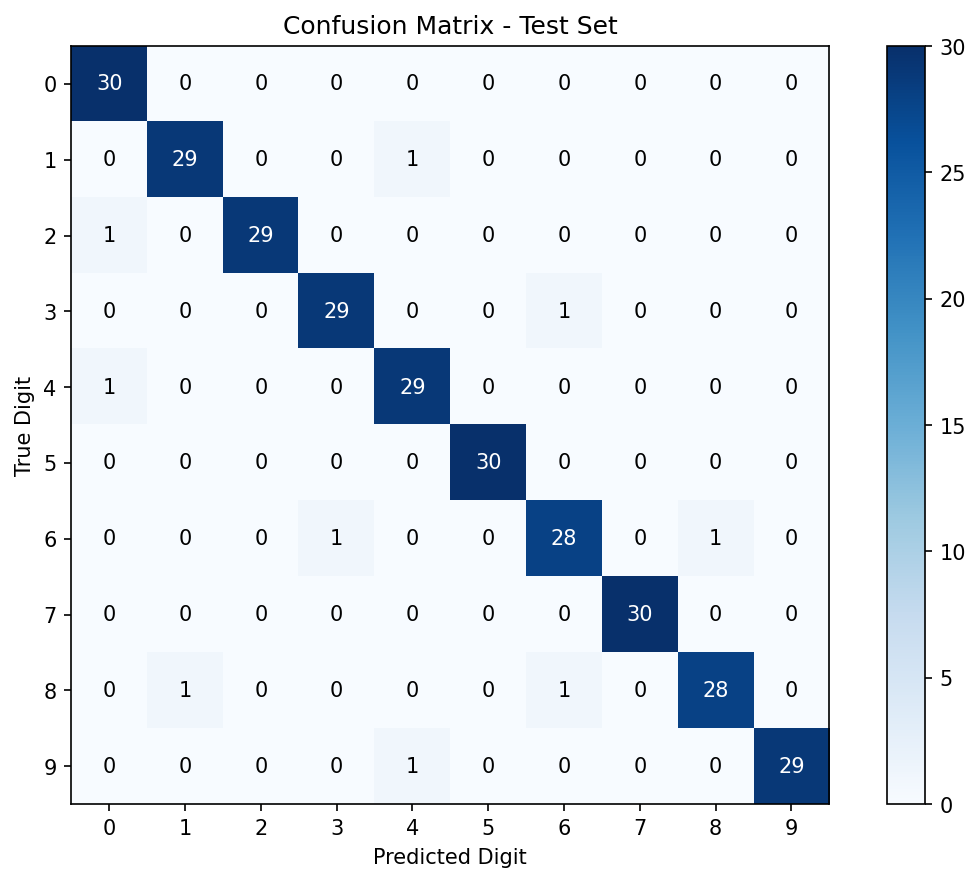 Confusion Matrix - Test Set
0 30 0 0 0 0 0 0 0 0 0
1 0 29 0 0 1 0 0 0 0 0
2 1 0 29 0 0 0 0 0 0 0
3 0 0 0 29 0 0 1 0 0 0
4 1 0 0 0 29 0 0 0 0 0
5 0 0 0 0 0 30 0 0 0 0
6 0 0 0 1 0 0 28 0 1 0
7 0 0 0 0 0 0 0 30 0 0
8 0 1 0 0 0 0 1 0 28 0
9 0 0 0 0 1 0 0 0 0 29
0 1 2 3 4 5 6 7 8 9
Predicted Digit
True Digit
30
25
20
15
10
5
0